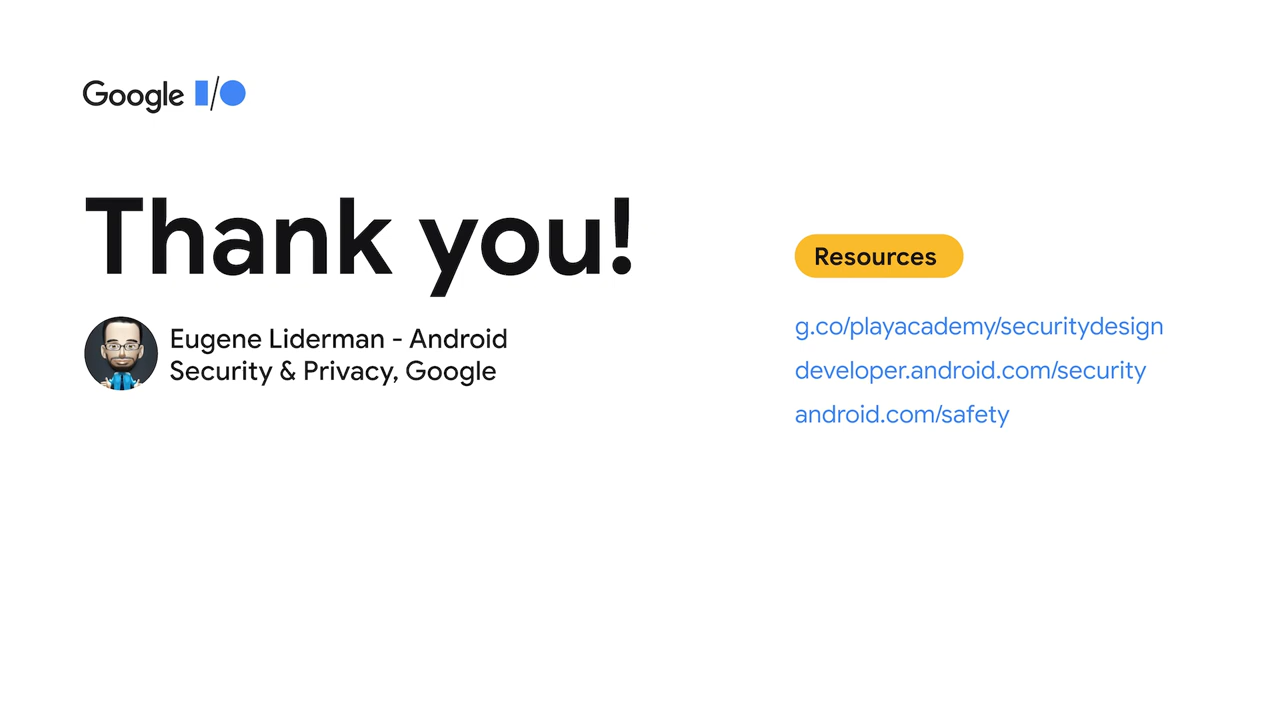 Google I/O
Thank you!
Eugene Liderman - Android
Security & Privacy, Google
Resources
g.co/playacademy/securitydesign
developer.android.com/security
android.com/safety